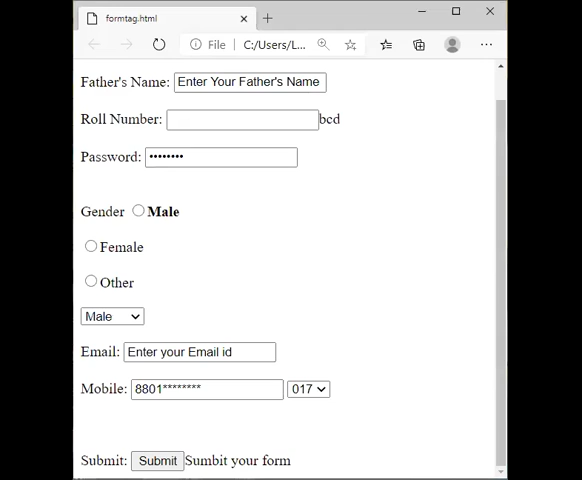 formtag.html
File | C:/Users/L...
Father's Name: Enter Your Father's Name
Roll Number: bcd
Password: ••••••••
Gender Male
Female
Other
Male
Email: Enter your Email id
Mobile: 8801******** 017
Submit: Submit Sumbit your form